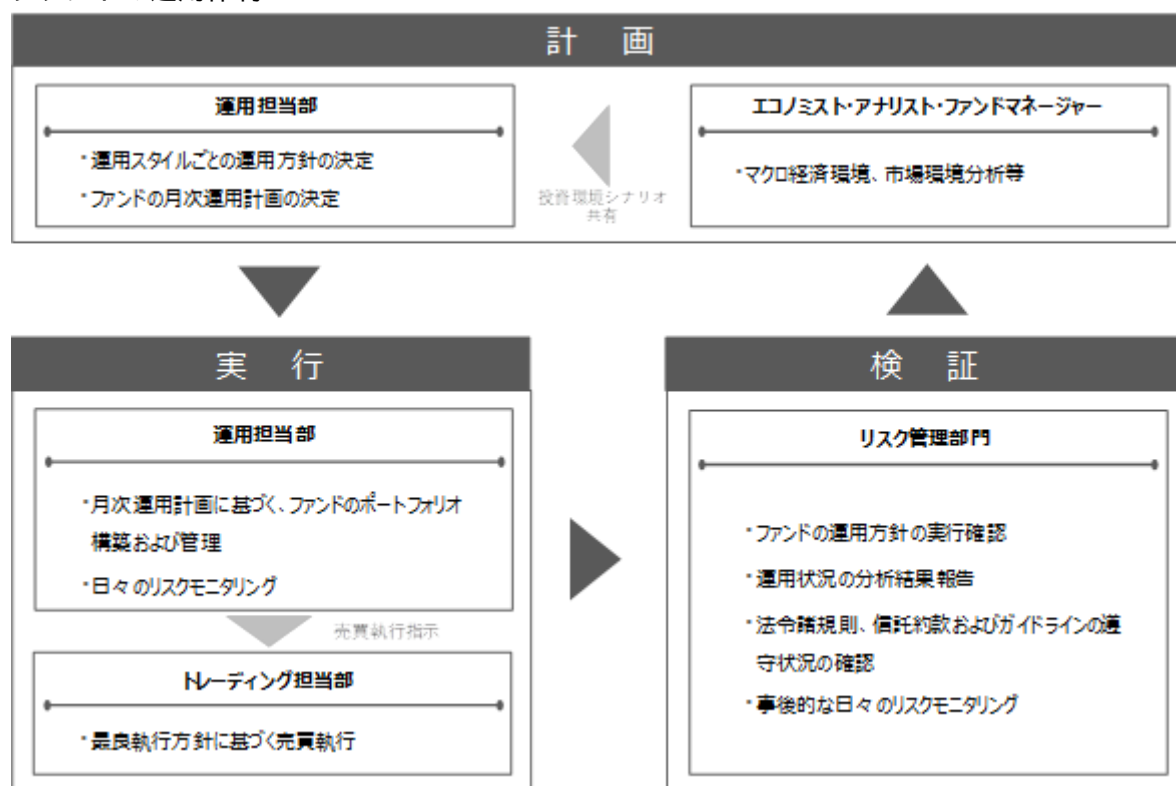 計 画
運用担当部
・運用スタイルごとの運用方針の決定
・ファンドの月次運用計画の決定
投資環境シナリオ
共有
エコノミスト・アナリスト・ファンドマネージャー
・マクロ経済環境、市場環境分析等
実 行
運用担当部
・月次運用計画に基づく、ファンドのポートフォリオ
構築および管理
・日々のリスクモニタリング
売買執行指示
トレーディング担当部
・最良執行方針に基づく売買執行
検 証
リスク管理部門
・ファンドの運用方針の実行確認
・運用状況の分析結果報告
・法令諸規則、信託約款およびガイドラインの遵
守状況の確認
・事後的な日々のリスクモニタリング